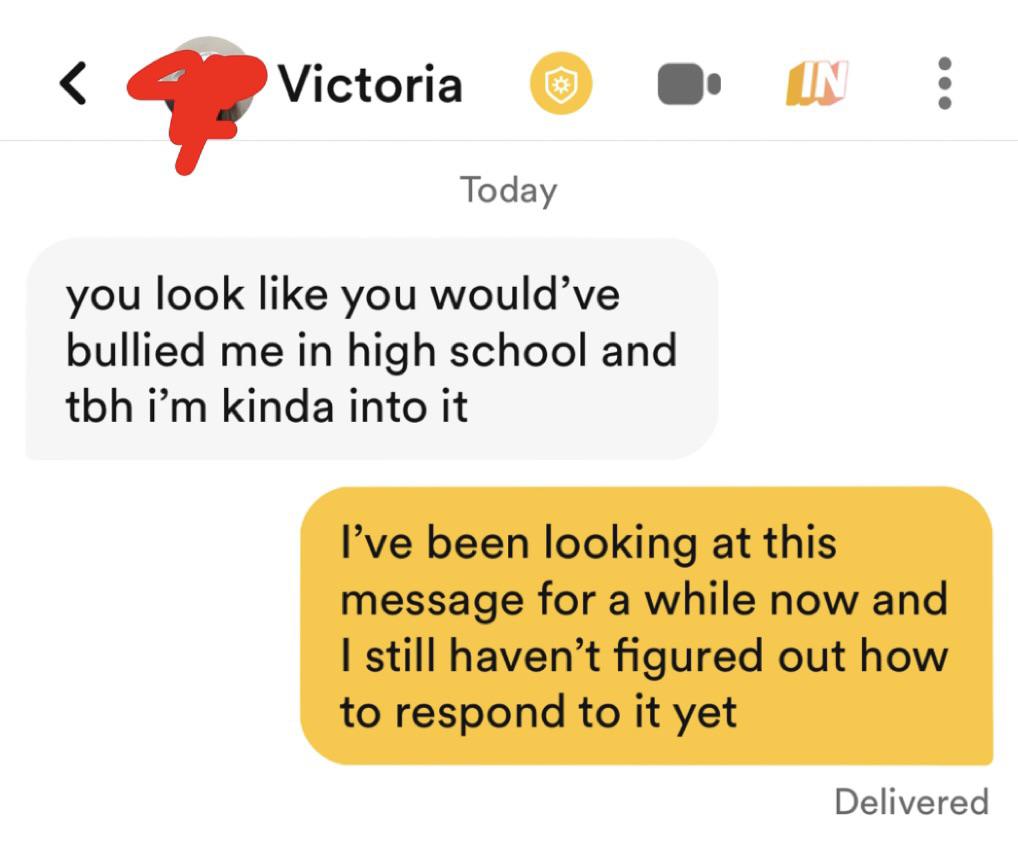 Victoria
IN
Today
you look like you would’ve
bullied me in high school and
tbh i’m kinda into it
I’ve been looking at this
message for a while now and
I still haven’t figured out how
to respond to it yet
Delivered